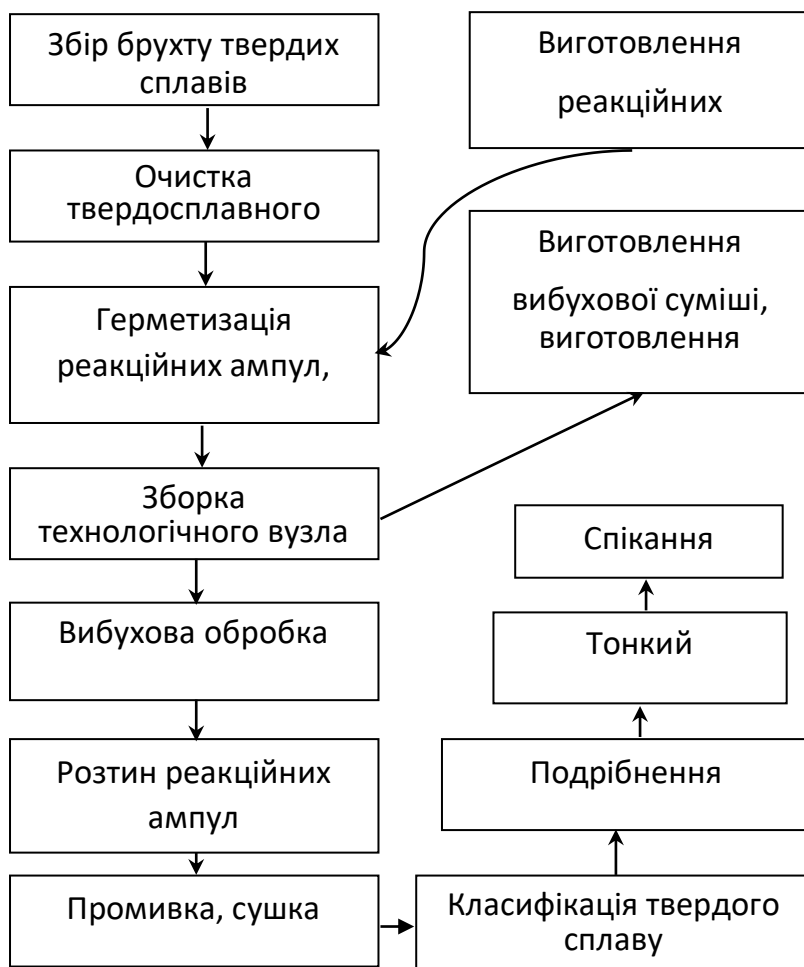 Збір брухту твердих
сплавів
Виготовлення
реакційних
Очистка
твердосплавного
Виготовлення
вибухової суміші,
виготовлення
Герметизація
реакційних ампул,
Зборка
технологічного вузла
Спікання
Вибухова обробка
Тонкий
Розтин реакційних
ампул
Подрібнення
Промивка, сушка
Класифікація твердого
сплаву